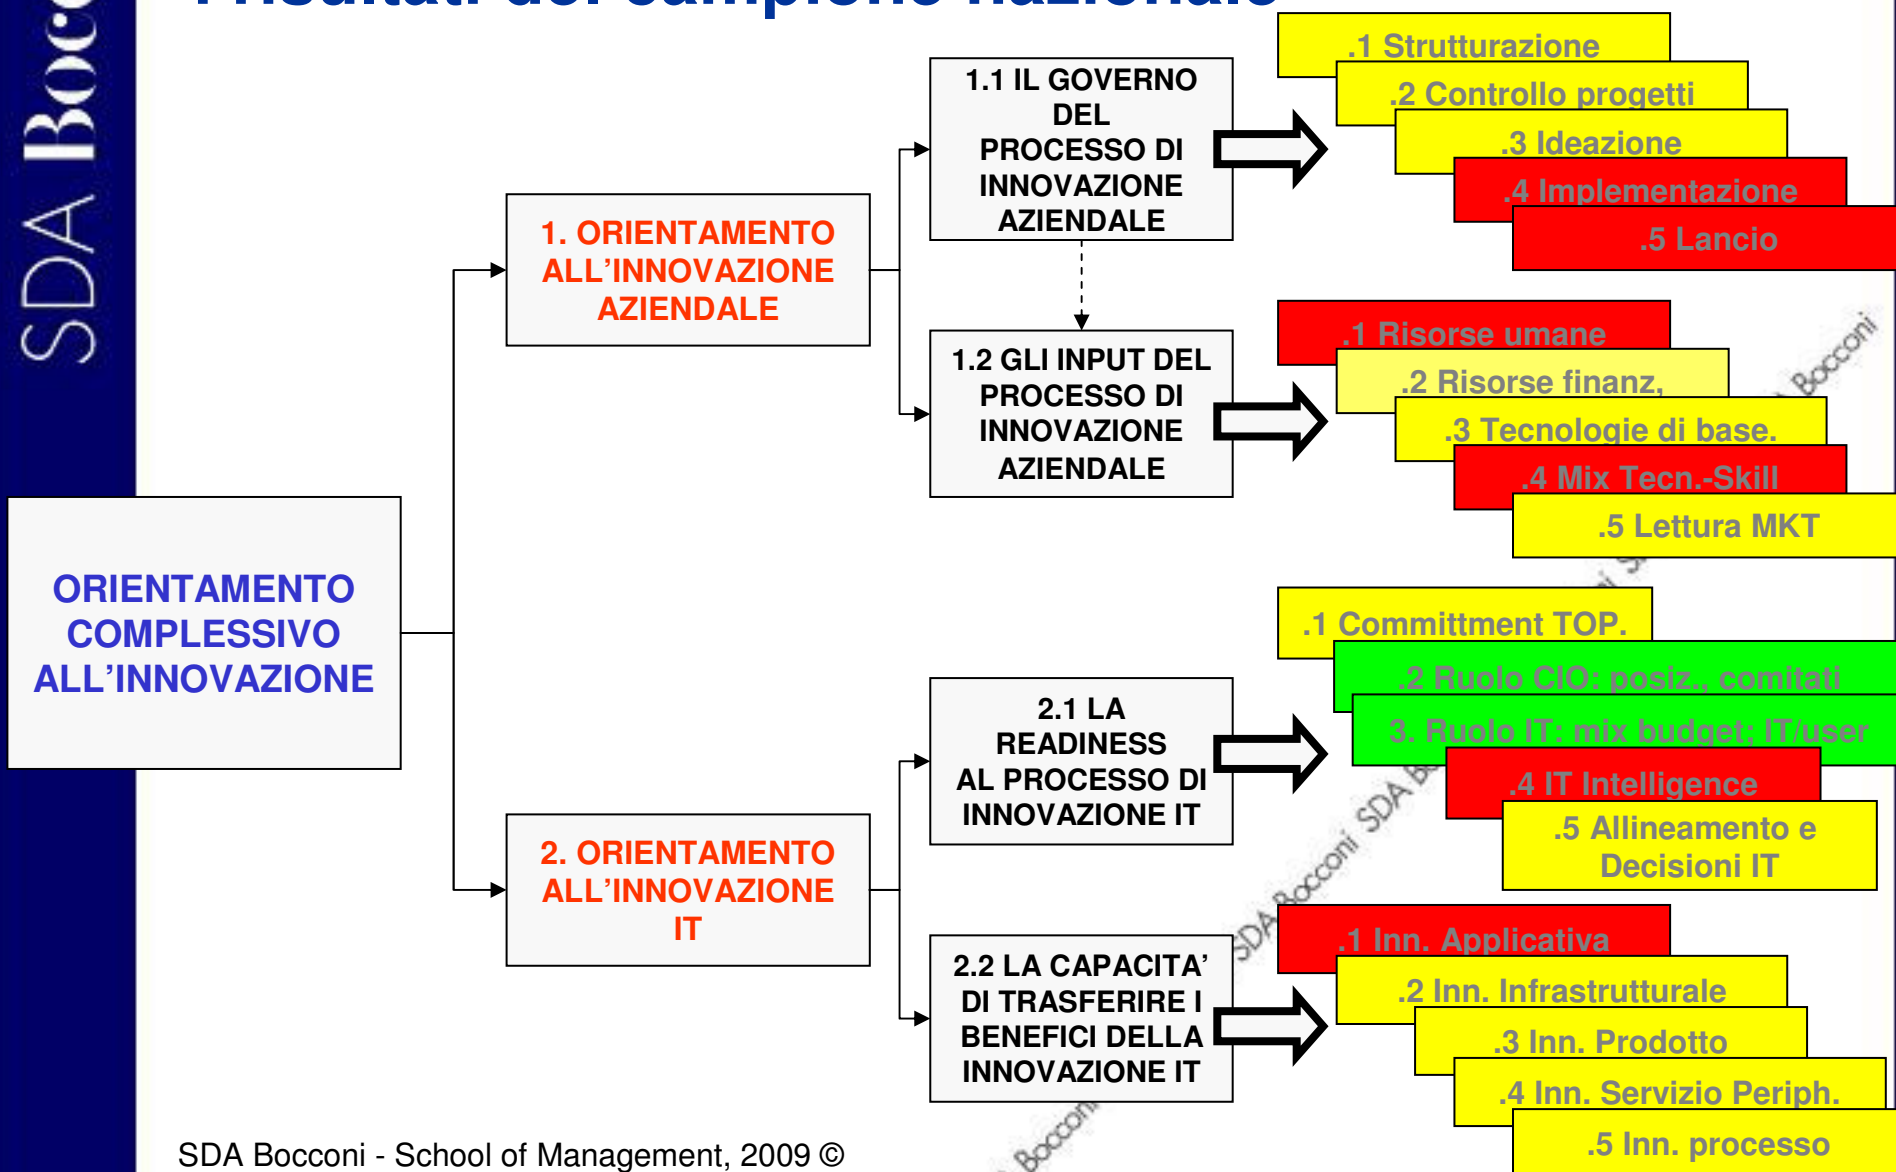 I risultati del campione nazionale
SDA Bocconi
ORIENTAMENTO
COMPLESSIVO
ALL’INNOVAZIONE
1. ORIENTAMENTO
ALL’INNOVAZIONE
AZIENDALE
1.1 IL GOVERNO
DEL
PROCESSO DI
INNOVAZIONE
AZIENDALE
.1 Strutturazione
.2 Controllo progetti
.3 Ideazione
.4 Implementazione
.5 Lancio
1.2 GLI INPUT DEL
PROCESSO DI
INNOVAZIONE
AZIENDALE
.1 Risorse umane
.2 Risorse finanz,
.3 Tecnologie di base.
.4 Mix Tecn.-Skill
.5 Lettura MKT
2. ORIENTAMENTO
ALL’INNOVAZIONE
IT
2.1 LA
READINESS
AL PROCESSO DI
INNOVAZIONE IT
.1 Committment TOP.
.2 Ruolo CIO: posiz., comitati
3. Ruolo IT: mix budget; IT/user
.4 IT Intelligence
.5 Allineamento e
Decisioni IT
2.2 LA CAPACITA’
DI TRASFERIRE I
BENEFICI DELLA
INNOVAZIONE IT
.1 Inn. Applicativa
.2 Inn. Infrastrutturale
.3 Inn. Prodotto
.4 Inn. Servizio Periph.
.5 Inn. processo
SDA Bocconi - School of Management, 2009 ©